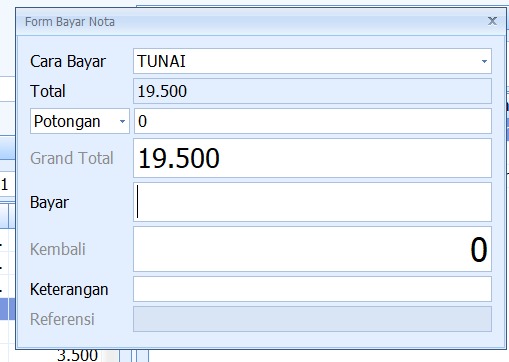 Form Bayar Nota
Cara Bayar TUNAI
Total 19.500
Potongan 0
Grand Total 19.500
Bayar
Kembali 0
Keterangan
Referensi
1
3.500